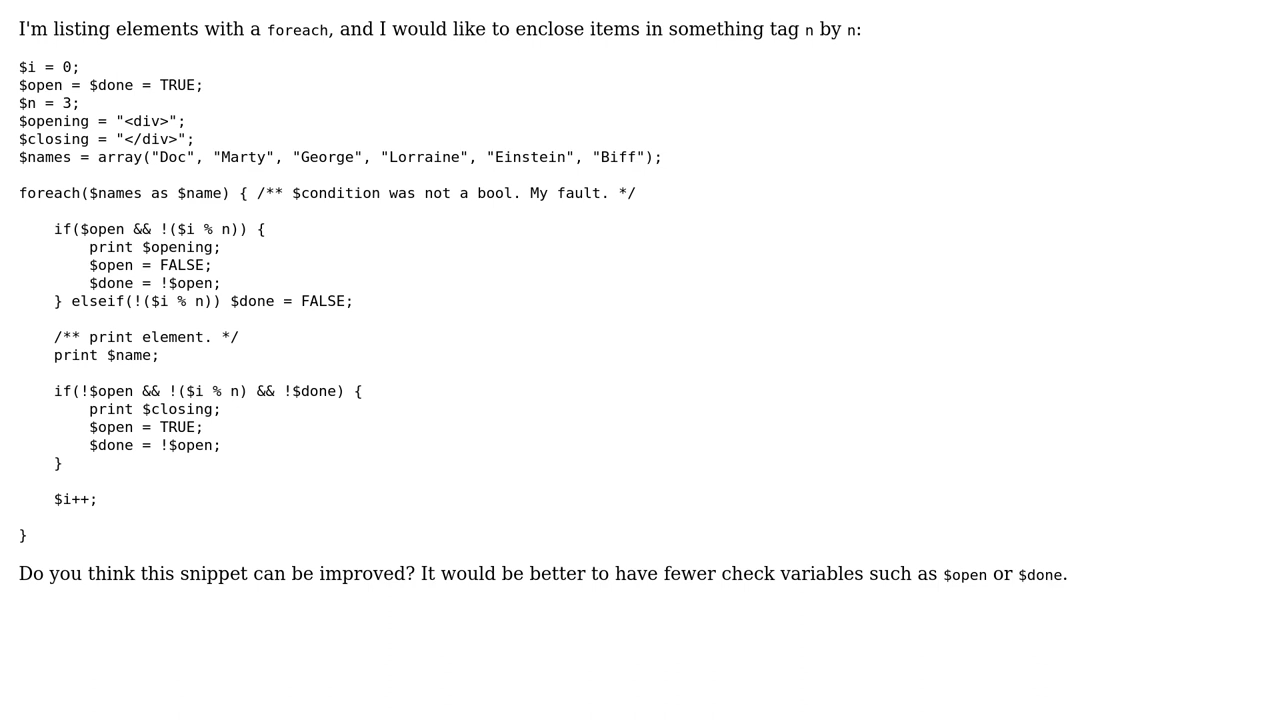 I'm listing elements with a foreach, and I would like to enclose items in something tag n by n:
$i = 0;
$open = $done = TRUE;
$n = 3;
$opening = "<div>";
$closing = "</div>";
$names = array("Doc", "Marty", "George", "Lorraine", "Einstein", "Biff");
foreach($names as $name) { /** $condition was not a bool. My fault. */
    if($open && !($i % n)) {
        print $opening;
        $open = FALSE;
        $done = !$open;
    } elseif(!($i % n)) $done = FALSE;
    /** print element. */
    print $name;
    if(!$open && !($i % n) && !$done) {
        print $closing;
        $open = TRUE;
        $done = !$open;
    }
    $i++;
}
Do you think this snippet can be improved? It would be better to have fewer check variables such as $open or $done.